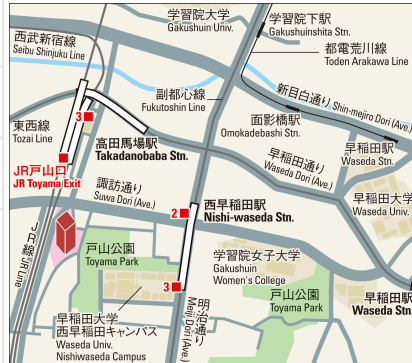 学習院大学
Gakushuin Univ.
学習院下駅
Gakushuinshita Stn.
西武新宿線
Seibu Shinjuku Line
都電荒川線
Toden Arakawa Line
副都心線
Fukutoshin Line
新目白通り Shin-mejiro Dori (Ave.)
面影橋駅
Omokadebashi Stn.
3
東西線
Tozai Line
高田馬場駅
Takadanobaba Stn.
早稲田通り
Waseda Dori (Ave.)
早稲田駅
Waseda Stn.
JR戸山口
JR Toyama Exit
諏訪通り
Suwa Dori (Ave.)
早稲田大学
Waseda Univ.
2
西早稲田駅
Nishi-waseda Stn.
JR線 JR Line
戸山公園
Toyama Park
学習院女子大学
Gakushuin
Women's College
3
戸山公園
Toyama Park
早稲田駅
Waseda Stn.
早稲田大学
西早稲田キャンパス
Waseda Univ.
Nishiwaseda Campus
明治通り
Meiji Dori (Ave.)